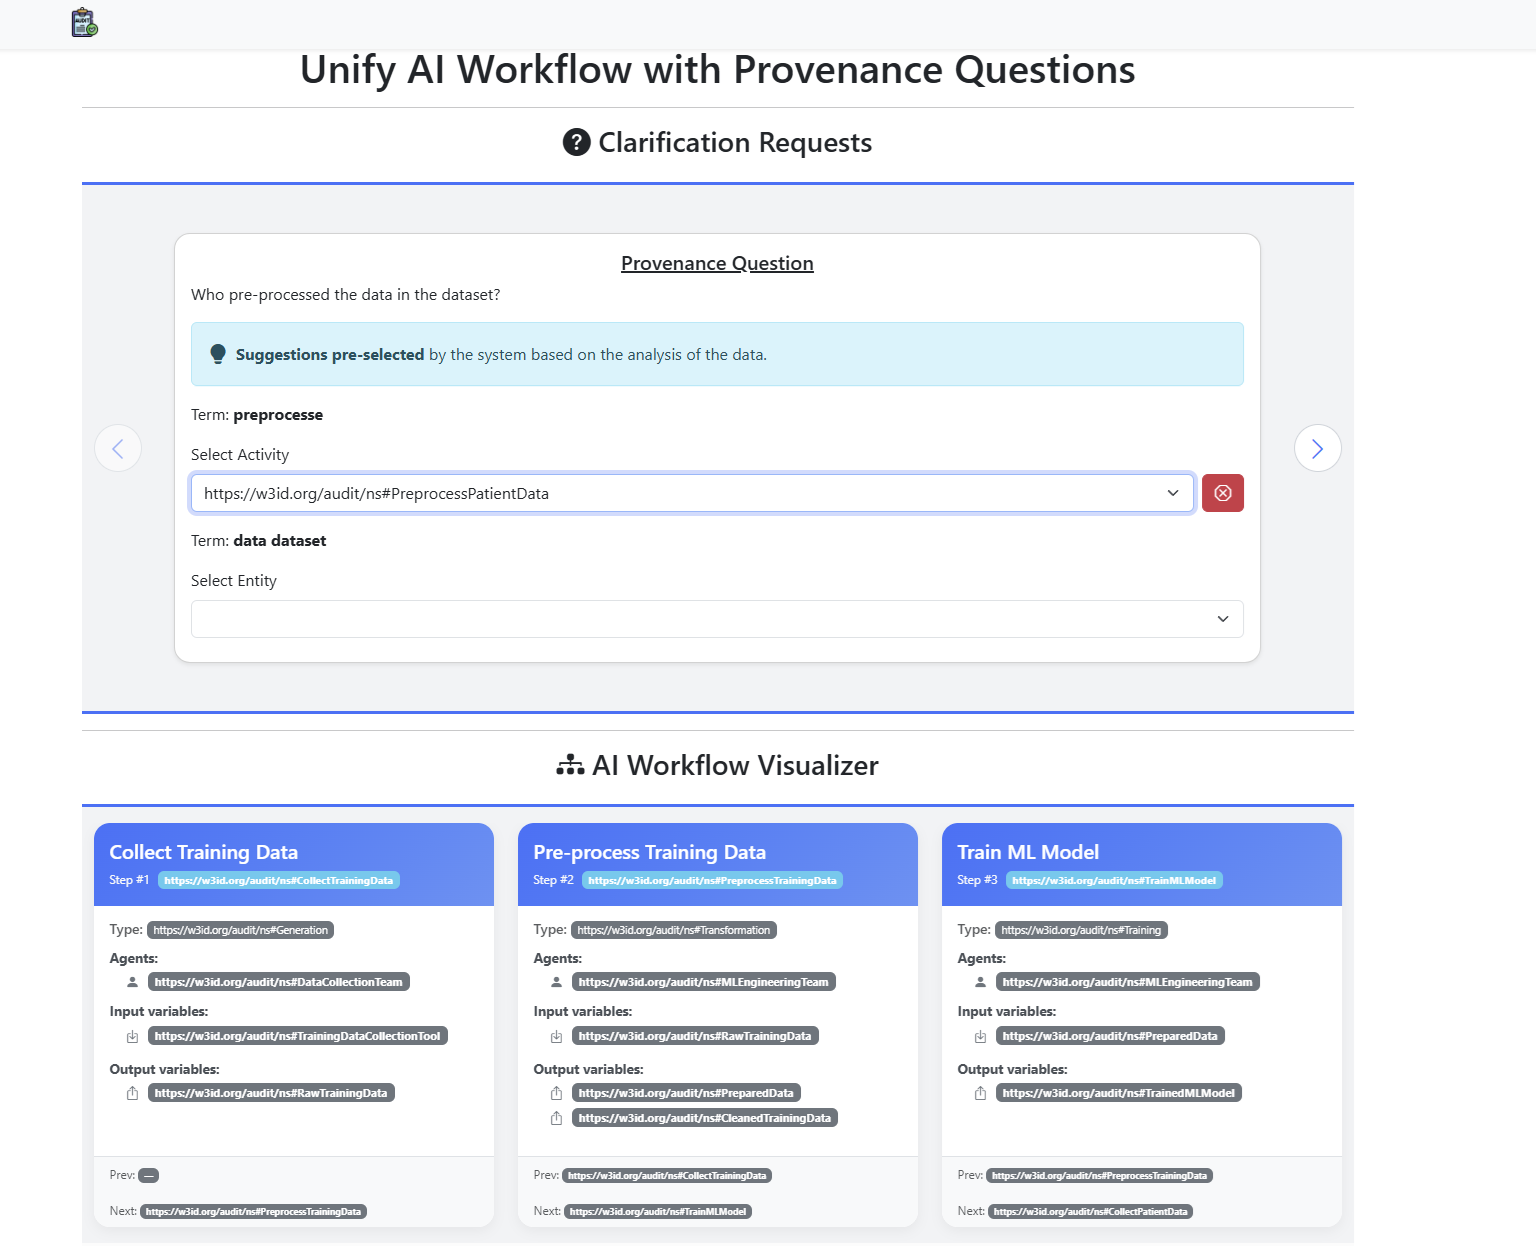 AUDIT
Unify AI Workflow with Provenance Questions
Clarification Requests
Provenance Question
Who pre-processed the data in the dataset?
Suggestions pre-selected by the system based on the analysis of the data.
Term: preprocesse
Select Activity
https://w3id.org/audit/ns#PreprocessPatientData
Term: data dataset
Select Entity
AI Workflow Visualizer
Collect Training Data
Step #1 https://w3id.org/audit/ns#CollectTrainingData
Type: https://w3id.org/audit/ns#Generation
Agents:
https://w3id.org/audit/ns#DataCollectionTeam
Input variables:
https://w3id.org/audit/ns#TrainingDataCollectionTool
Output variables:
https://w3id.org/audit/ns#RawTrainingData
Prev: —
Next: https://w3id.org/audit/ns#PreprocessTrainingData
Pre-process Training Data
Step #2 https://w3id.org/audit/ns#PreprocessTrainingData
Type: https://w3id.org/audit/ns#Transformation
Agents:
https://w3id.org/audit/ns#MLEngineeringTeam
Input variables:
https://w3id.org/audit/ns#RawTrainingData
Output variables:
https://w3id.org/audit/ns#PreparedData
https://w3id.org/audit/ns#CleanedTrainingData
Prev: https://w3id.org/audit/ns#CollectTrainingData
Next: https://w3id.org/audit/ns#TrainMLModel
Train ML Model
Step #3 https://w3id.org/audit/ns#TrainMLModel
Type: https://w3id.org/audit/ns#Training
Agents:
https://w3id.org/audit/ns#MLEngineeringTeam
Input variables:
https://w3id.org/audit/ns#PreparedData
Output variables:
https://w3id.org/audit/ns#TrainedMLModel
Prev: https://w3id.org/audit/ns#PreprocessTrainingData
Next: https://w3id.org/audit/ns#CollectPatientData